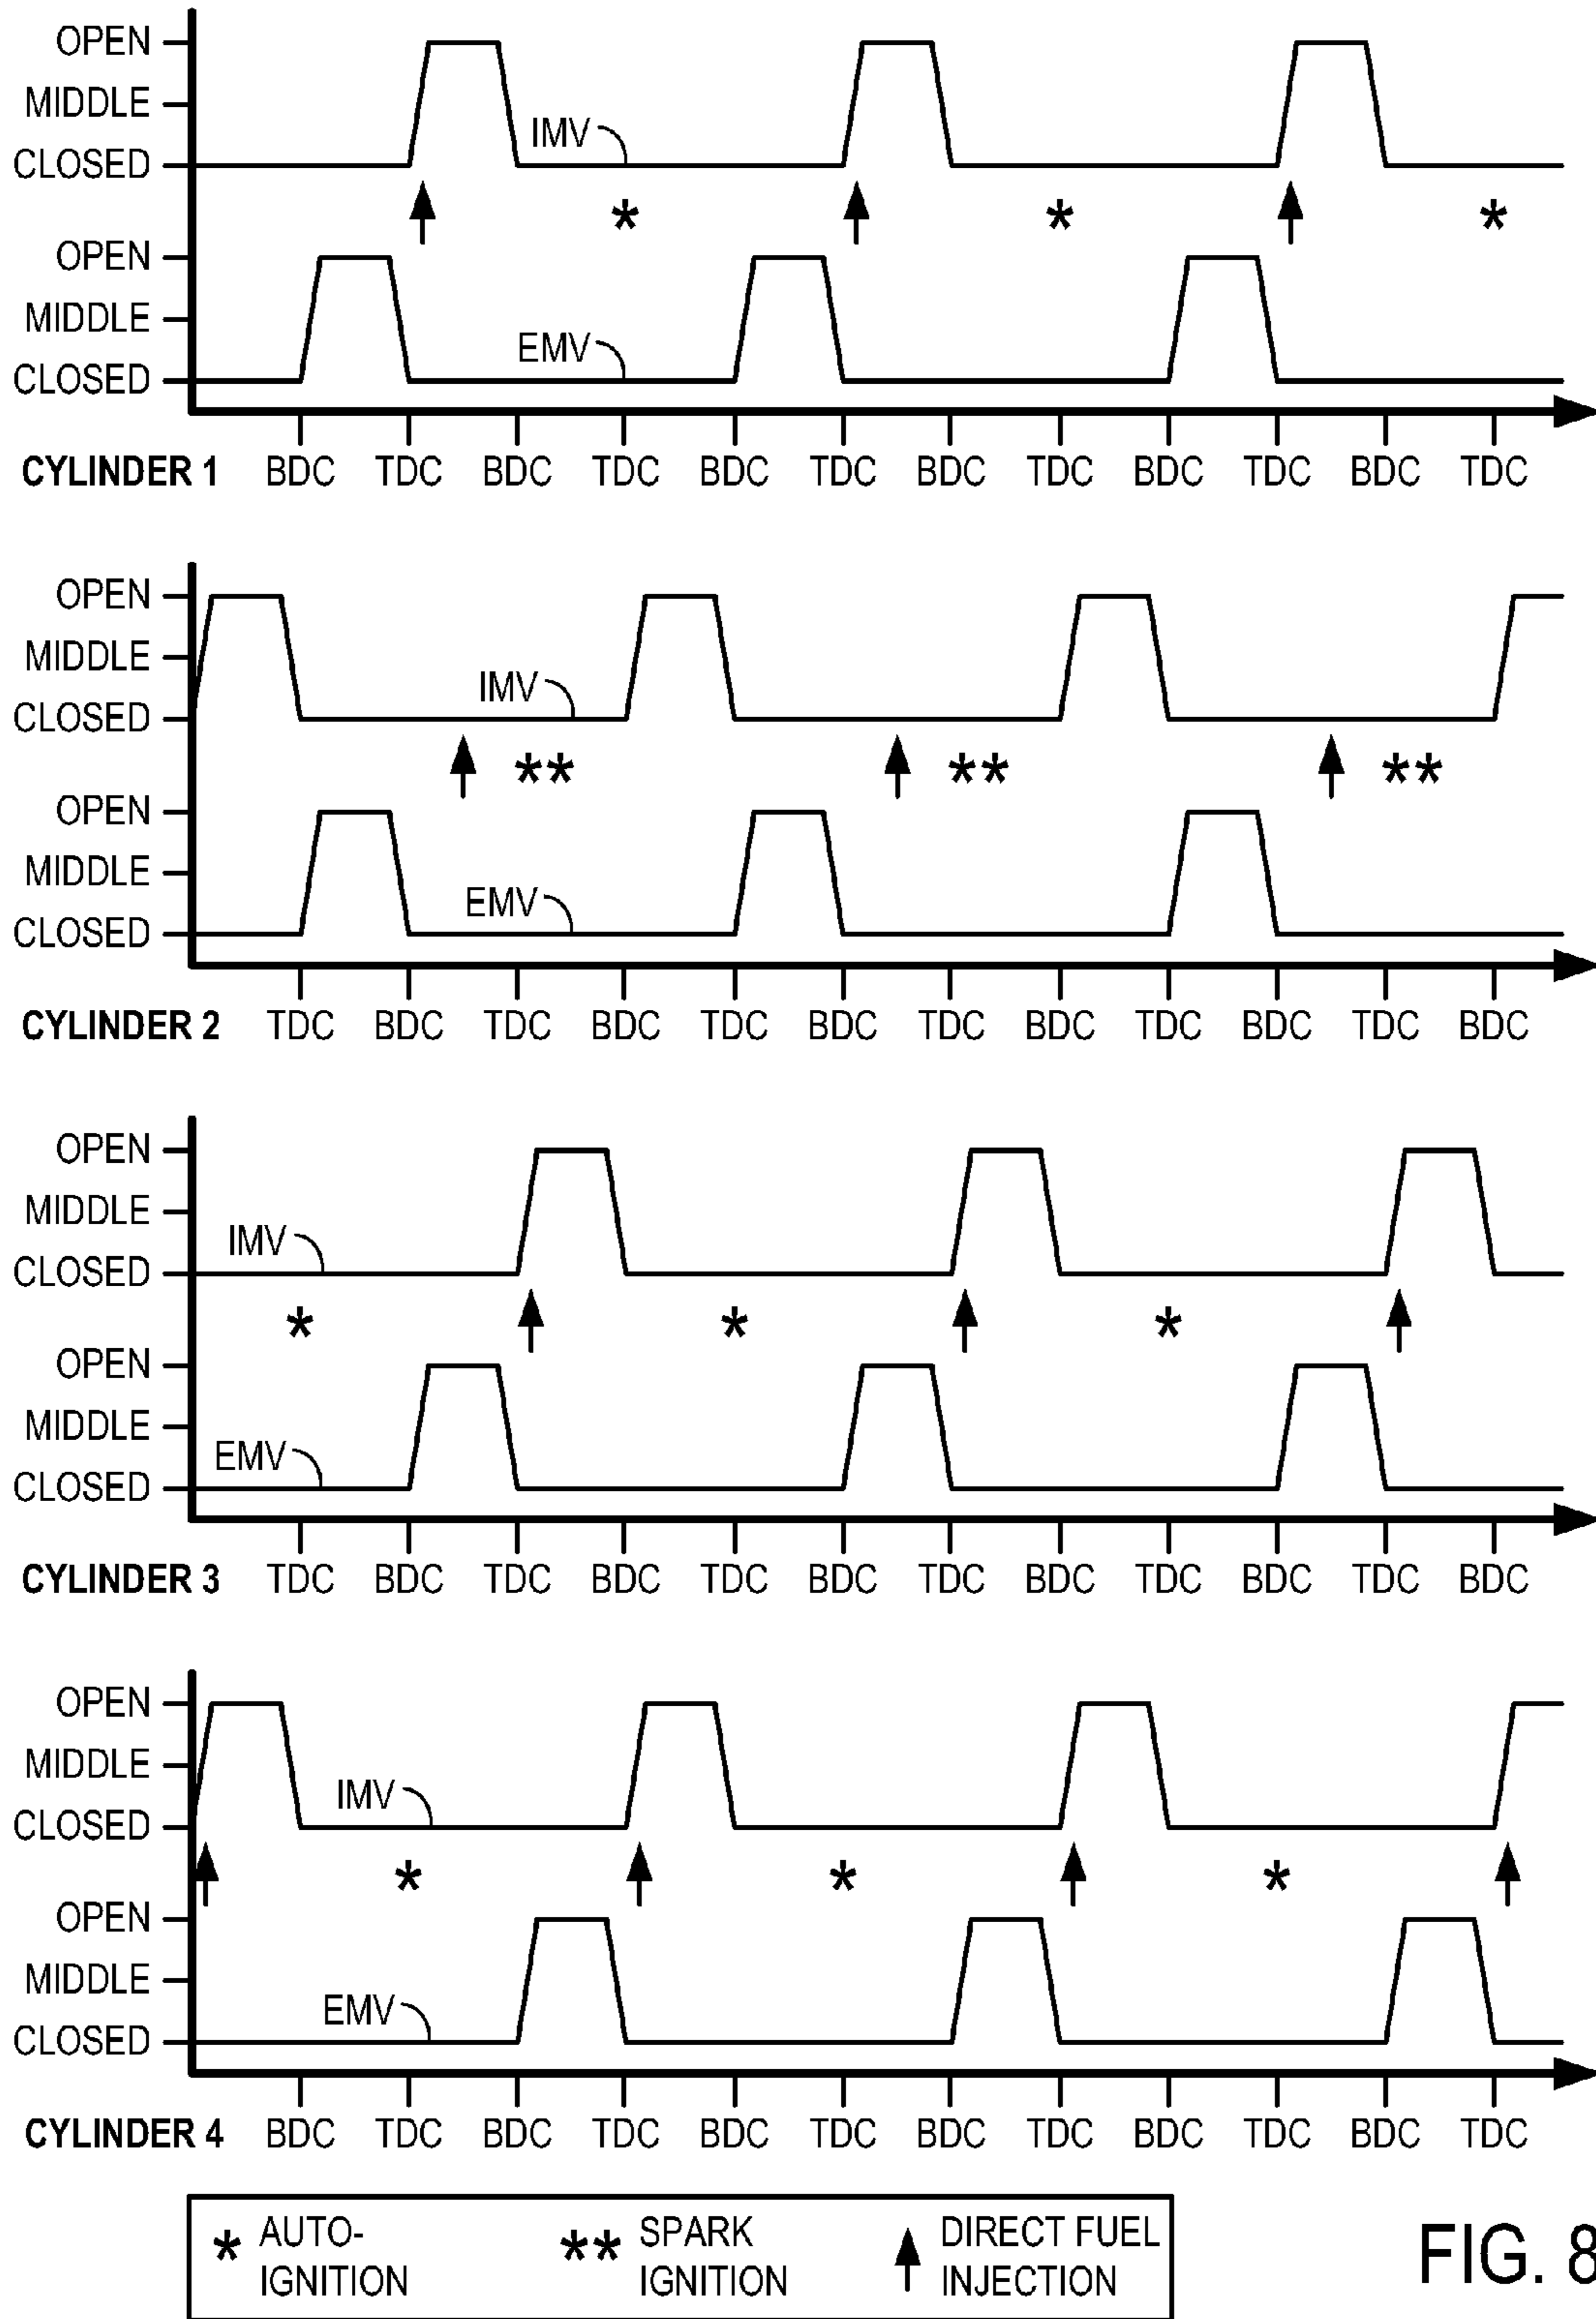 OPEN
MIDDLE
IMV
CLOSED
*
*
*
OPEN
MIDDLE
EMV
CLOSED
CYLINDER 1 BDC TDC BDC TDC BDC TDC BDC TDC BDC TDC BDC TDC
OPEN
MIDDLE
IMV
CLOSED
**
**
**
OPEN
MIDDLE
EMV
CLOSED
CYLINDER 2 TDC BDC TDC BDC TDC BDC TDC BDC TDC BDC TDC BDC
OPEN
MIDDLE
IMV
CLOSED
*
*
*
OPEN
MIDDLE
EMV
CLOSED
CYLINDER 3 TDC BDC TDC BDC TDC BDC TDC BDC TDC BDC TDC BDC
OPEN
MIDDLE
IMV
CLOSED
*
*
*
OPEN
MIDDLE
EMV
CLOSED
CYLINDER 4 BDC TDC BDC TDC BDC TDC BDC TDC BDC TDC BDC TDC
* AUTO-
IGNITION
** SPARK
IGNITION
DIRECT FUEL
INJECTION
FIG. 8